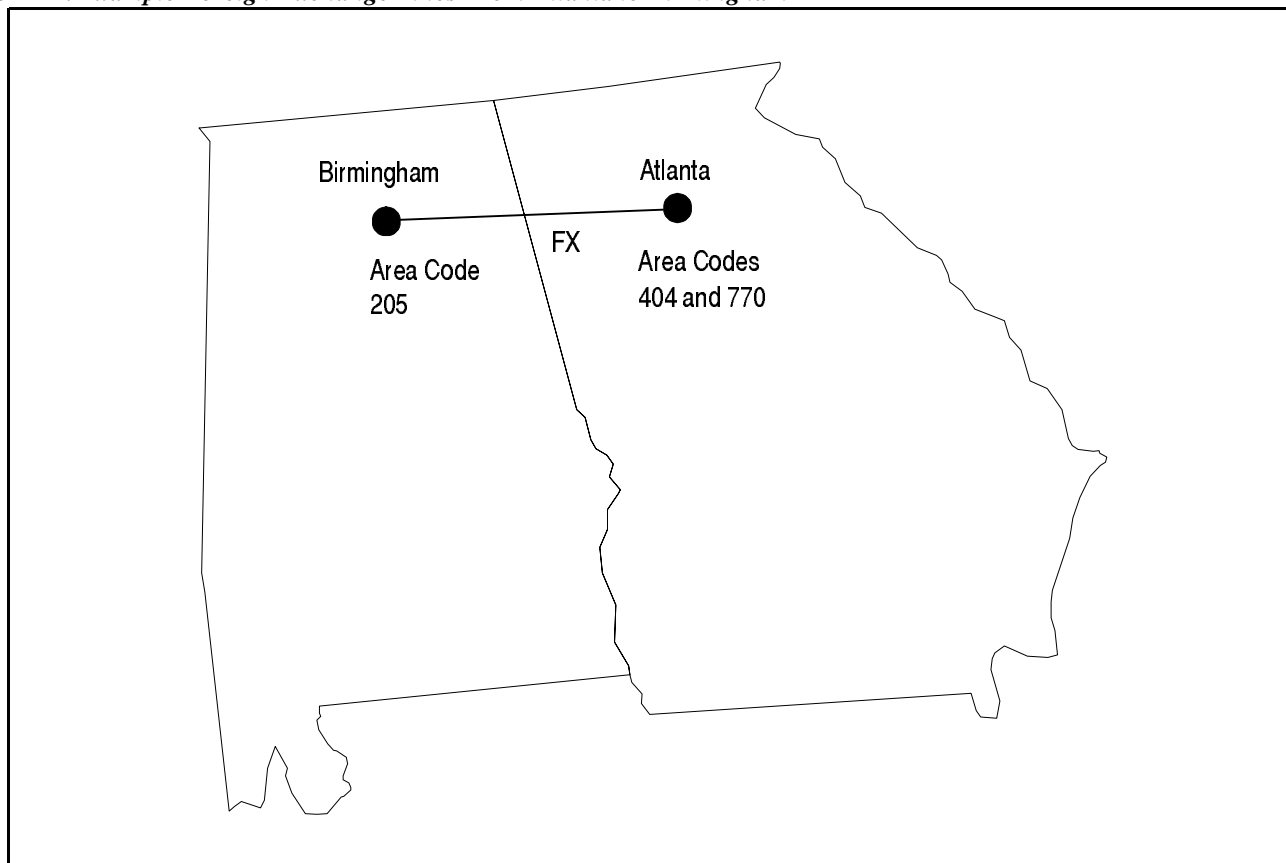 Birmingham
Atlanta
FX
Area Code
205
Area Codes
404 and 770